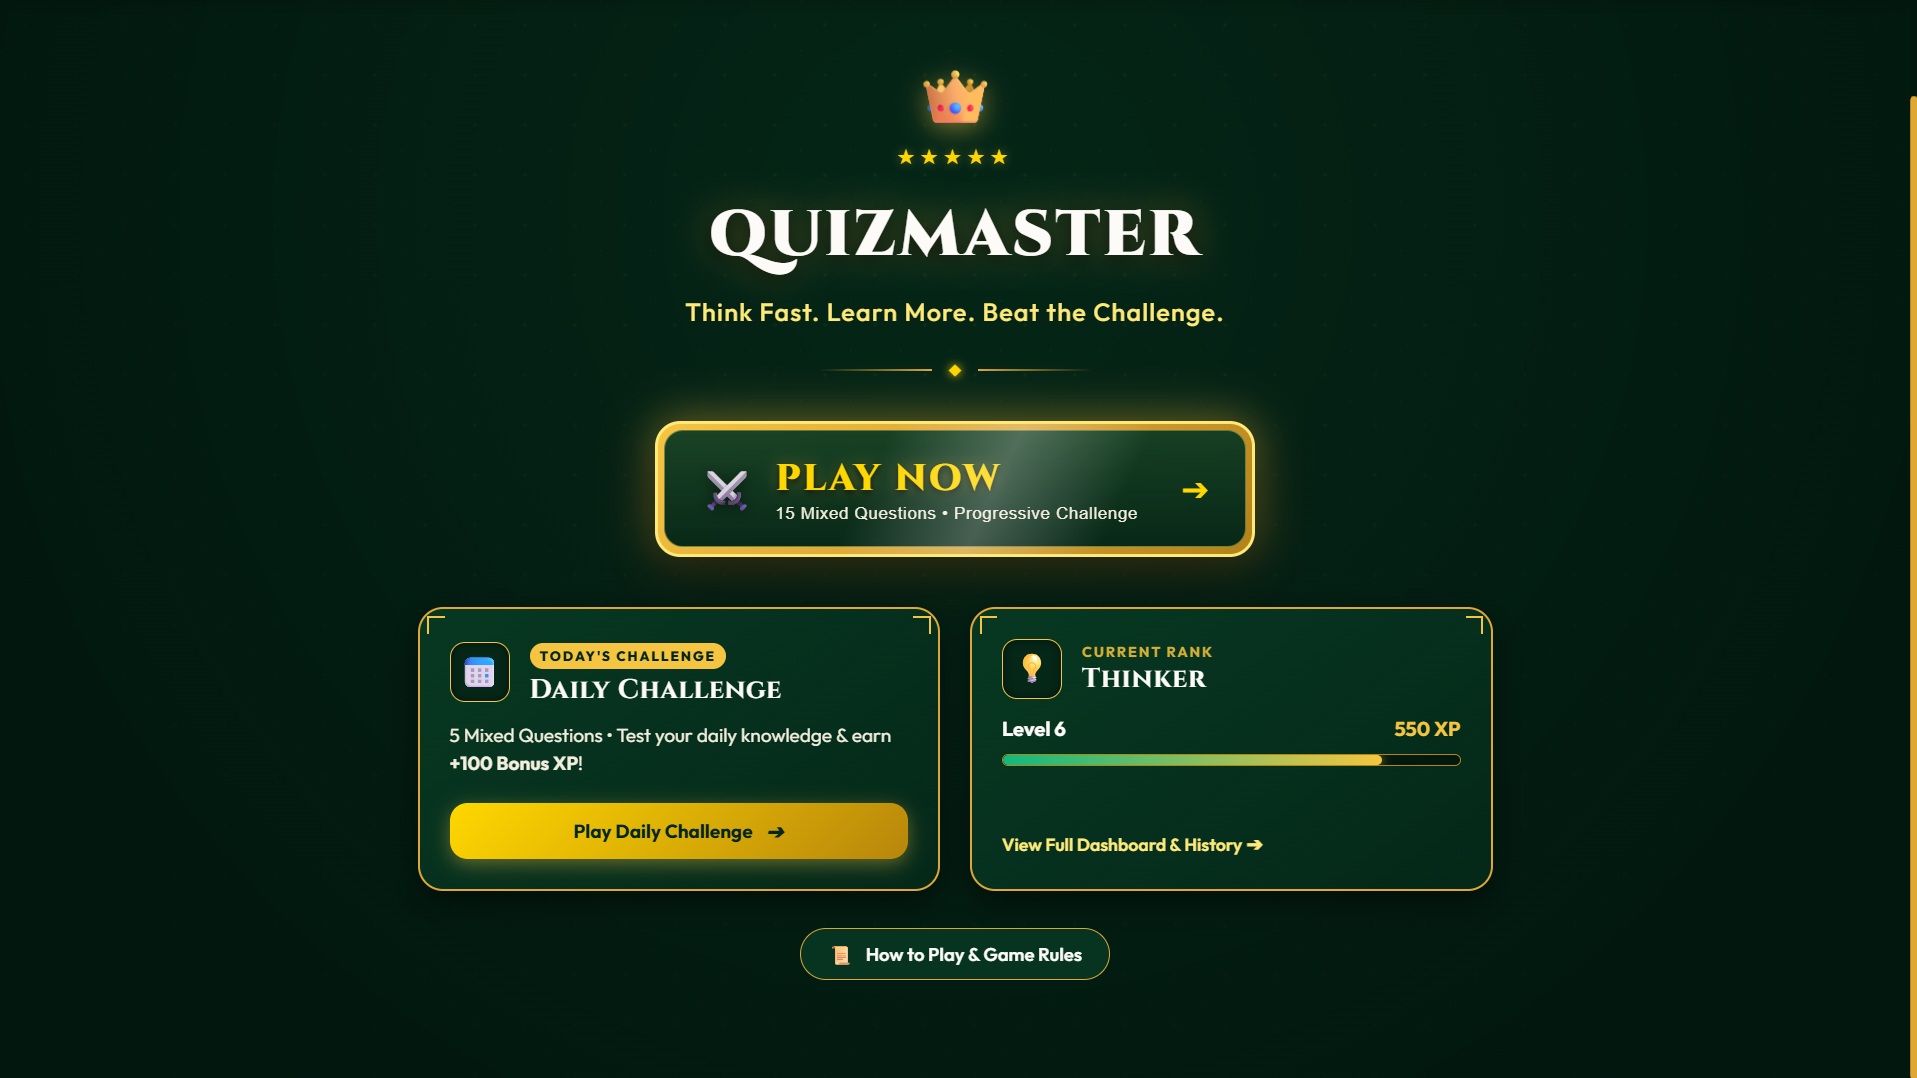 QUIZMASTER
Think Fast. Learn More. Beat the Challenge.
PLAY NOW
15 Mixed Questions • Progressive Challenge
TODAY'S CHALLENGE
Daily Challenge
5 Mixed Questions • Test your daily knowledge & earn
+100 Bonus XP!
Play Daily Challenge ➔
CURRENT RANK
Thinker
Level 6
550 XP
View Full Dashboard & History ➔
How to Play & Game Rules